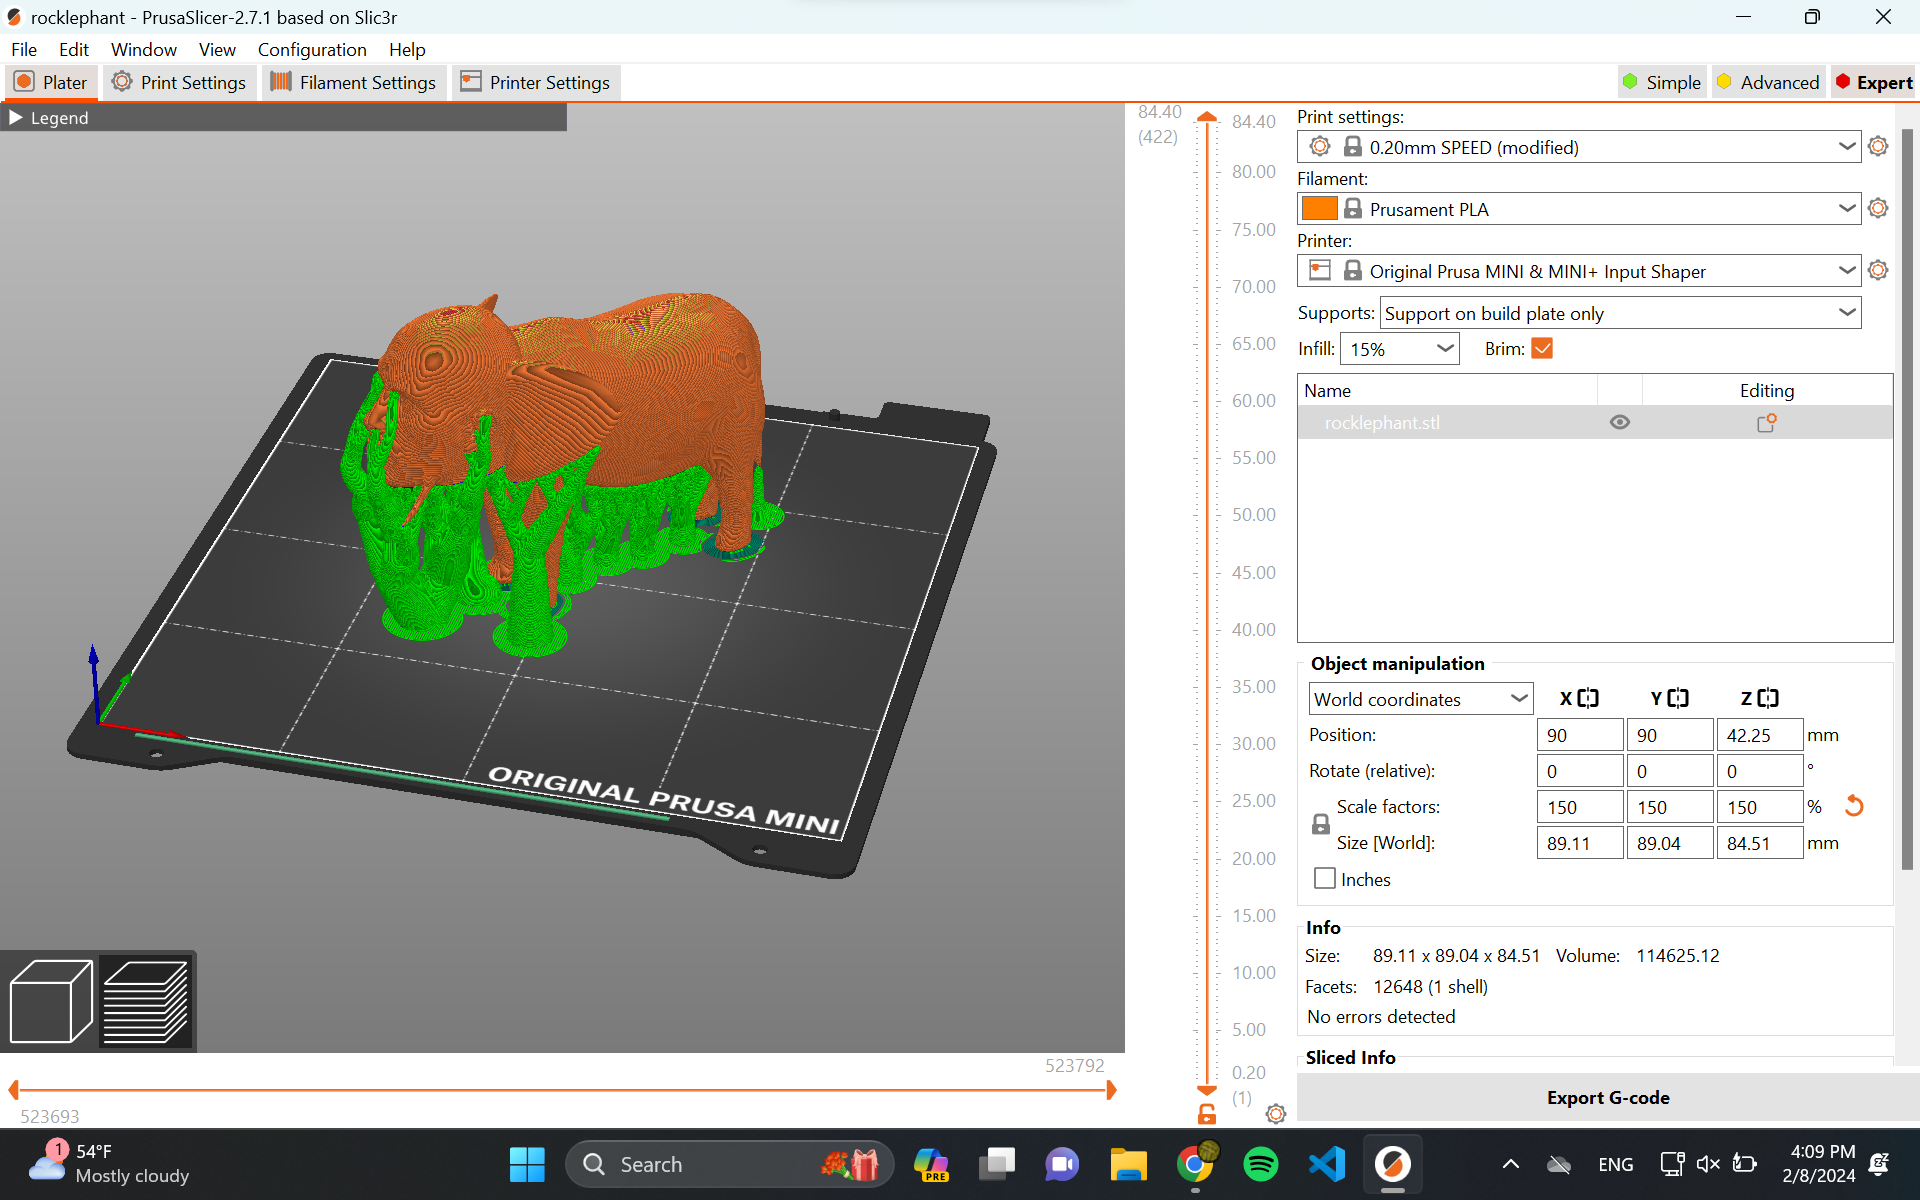 rocklephant - PrusaSlicer-2.7.1 based on Slic3r
File Edit Window View Configuration Help
Plater Print Settings Filament Settings Printer Settings Simple Advanced Expert
Legend
84.40
(422)
84.40
80.00
75.00
70.00
65.00
60.00
55.00
50.00
45.00
40.00
35.00
30.00
25.00
20.00
15.00
10.00
5.00
0.20
(1)
ORIGINAL PRUSA MINI
523792
523693
Print settings:
0.20mm SPEED (modified)
Filament:
Prusament PLA
Printer:
Original Prusa MINI & MINI+ Input Shaper
Supports: Support on build plate only
Infill: 15% Brim:
Name Editing
rocklephant.stl
Object manipulation
World coordinates X Y Z
Position: 90 90 42.25 mm
Rotate (relative): 0 0 0 °
Scale factors: 150 150 150 %
Size [World]: 89.11 89.04 84.51 mm
Inches
Info
Size: 89.11 x 89.04 x 84.51 Volume: 114625.12
Facets: 12648 (1 shell)
No errors detected
Sliced Info
Export G-code
1
54°F
Mostly cloudy
Search
PRE
ENG
4:09 PM
2/8/2024